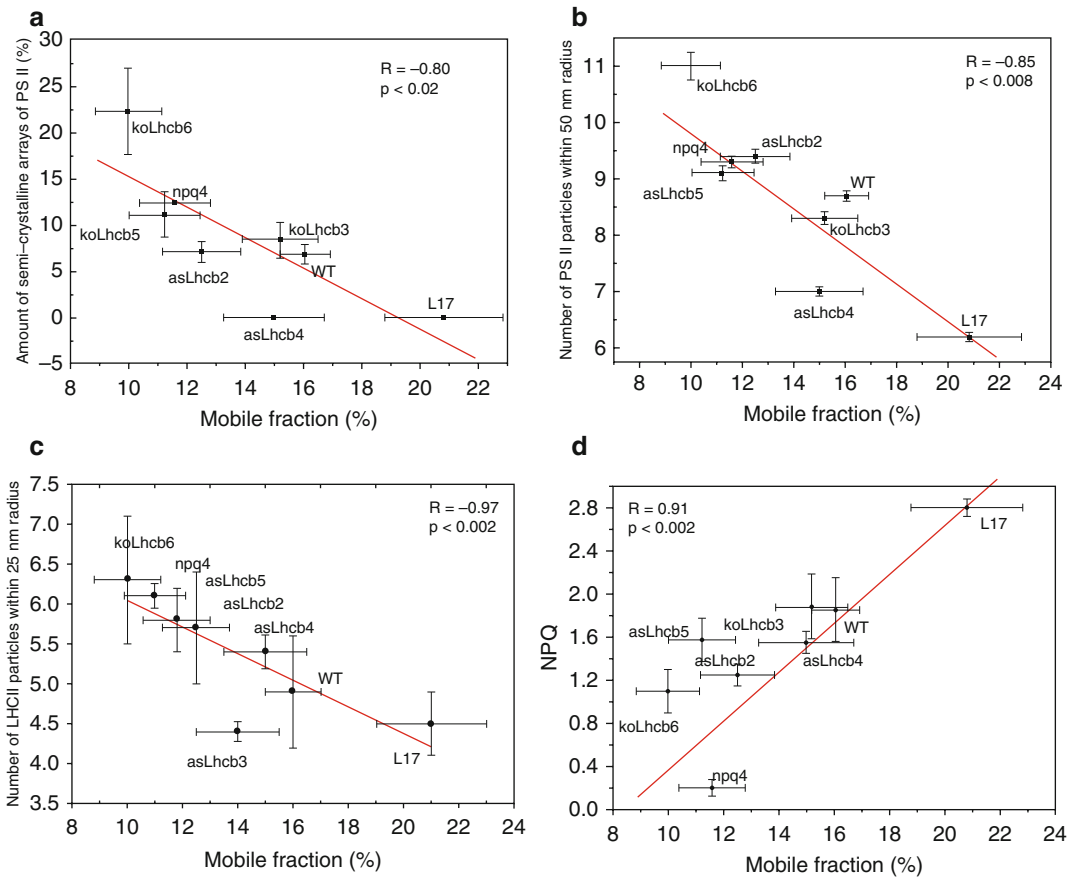 a
Amount of semi–crystalline arrays of PS II (%)
30
25
20
15
10
5
0
−5
R = −0.80
p < 0.02
koLhcb6
npq4
koLhcb5
koLhcb3
asLhcb2
WT
asLhcb4
L17
8 10 12 14 16 18 20 22
Mobile fraction (%)
b
Number of PS II particles within 50 nm radius
11
10
9
8
7
6
R = −0.85
p < 0.008
koLhcb6
npq4
asLhcb2
asLhcb5
WT
koLhcb3
asLhcb4
L17
8 10 12 14 16 18 20 22 24
Mobile fraction (%)
c
Number of LHCII particles within 25 nm radius
7.5
7.0
6.5
6.0
5.5
5.0
4.5
4.0
3.5
R = −0.97
p < 0.002
koLhcb6
npq4
asLhcb5
asLhcb2
asLhcb4
WT
asLhcb3
L17
8 10 12 14 16 18 20 22 24
Mobile fraction (%)
d
NPQ
2.8
2.4
2.0
1.6
1.2
0.8
0.4
0.0
R = 0.91
p < 0.002
L17
asLhcb5
koLhcb3
WT
asLhcb2
asLhcb4
koLhcb6
npq4
8 10 12 14 16 18 20 22 24
Mobile fraction (%)